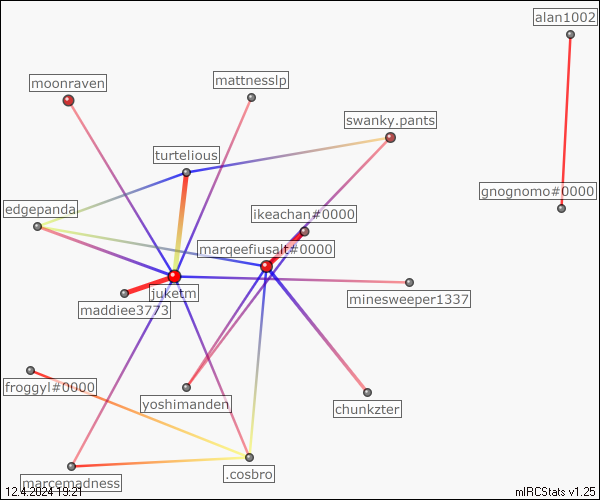 alan1002
moonraven
mattnesslp
swanky.pants
turtelious
gnognomo#0000
edgepanda
ikeachan#0000
marqeefiusait#0000
juketm
minesweeper1337
maddiee3773
froggyl#0000
yoshimanden
chunkzter
.cosbro
marcemadness
12.4.2024 19:21
mIRCStats v1.25